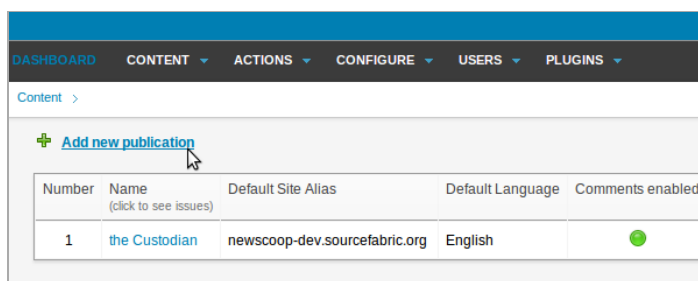 DASHBOARD CONTENT ACTIONS CONFIGURE USERS PLUGINS
Content >
Add new publication
Number Name Default Site Alias Default Language Comments enabled
(click to see issues)
1 the Custodian newscoop-dev.sourcefabric.org English